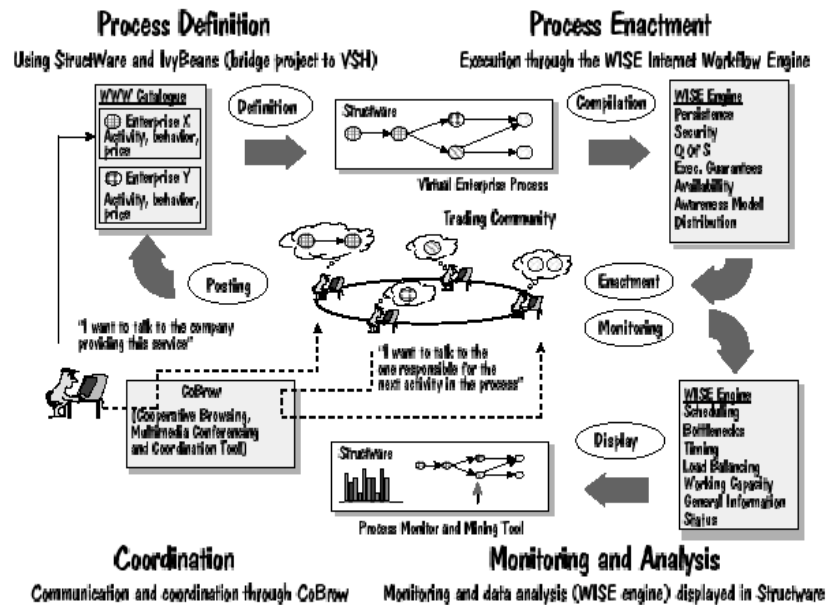 Process Definition
Using StructWare and IvyBeans (bridge project to VSH)
Process Enactment
Execution through the WISE Internet Workflow Engine
WWW Catalogue
Enterprise X
Activity, behavior,
price
Enterprise Y
Activity, behavior,
price
Definition
Structware
Virtual Enterprise Process
Compilation
WISE Engine
Persistence
Security
Q of S
Exec. Guarantees
Availability
Awareness Model
Distribution
Trading Community
Posting
Enactment
Monitoring
"I want to talk to the company
providing this service"
"I want to talk to the
one responsible for the
next activity in the process"
CoBrow
(Cooperative Browsing,
Multimedia Conferencing
and Coordination Tool)
Structware
Process Monitor and Mining Tool
Display
WISE Engine
Scheduling
Bottlenecks
Timing
Load Balancing
Working Capacity
General Information
Status
Coordination
Communication and coordination through CoBrow
Monitoring and Analysis
Monitoring and data analysis (WISE engine) displayed in Structware